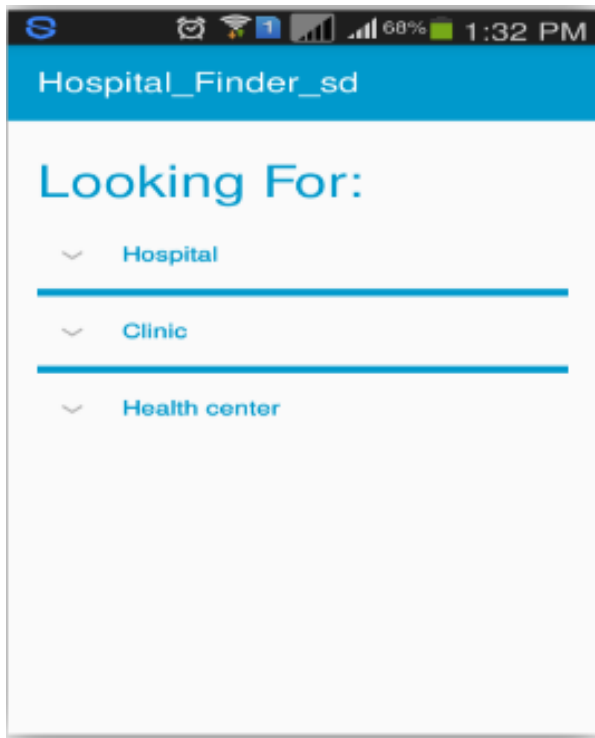 1 68% 1:32 PM
Hospital_Finder_sd
Looking For:
Hospital
Clinic
Health center